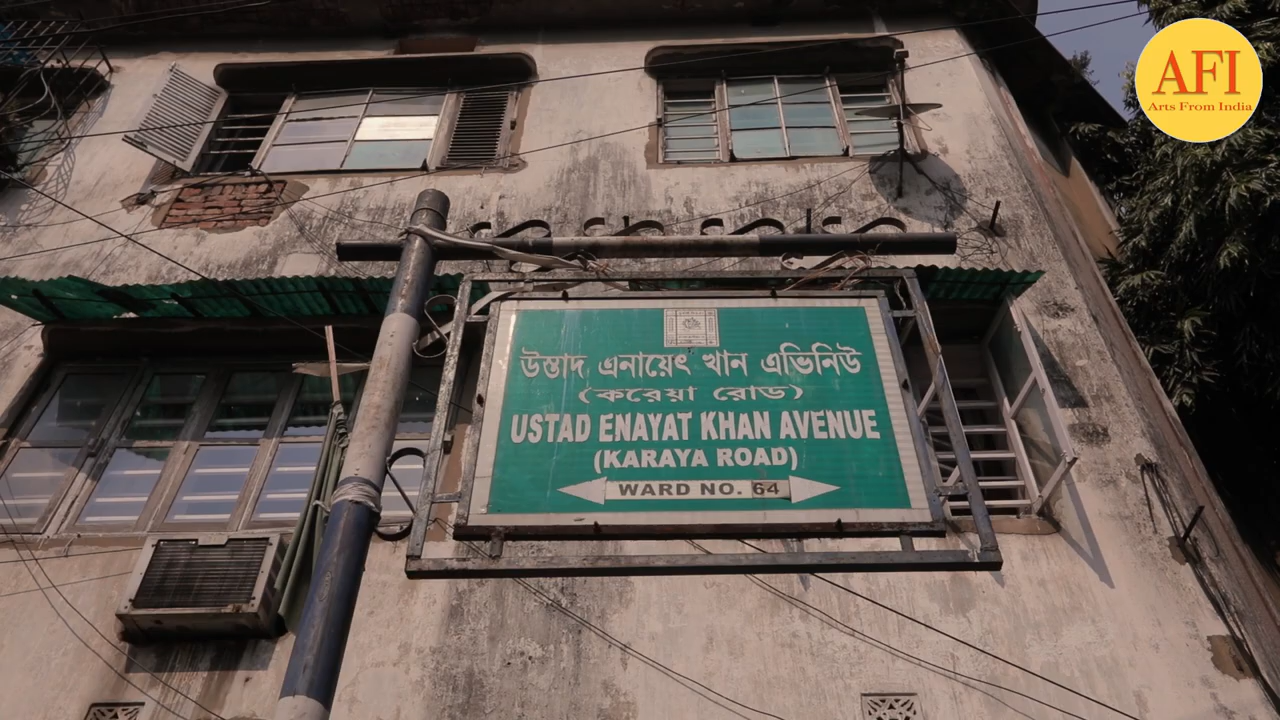 AFI
Arts From India
উস্তাদ এনায়েৎ খান এভিনিউ
(করেয়া রোড)
USTAD ENAYAT KHAN AVENUE
(KARAYA ROAD)
WARD NO. 64